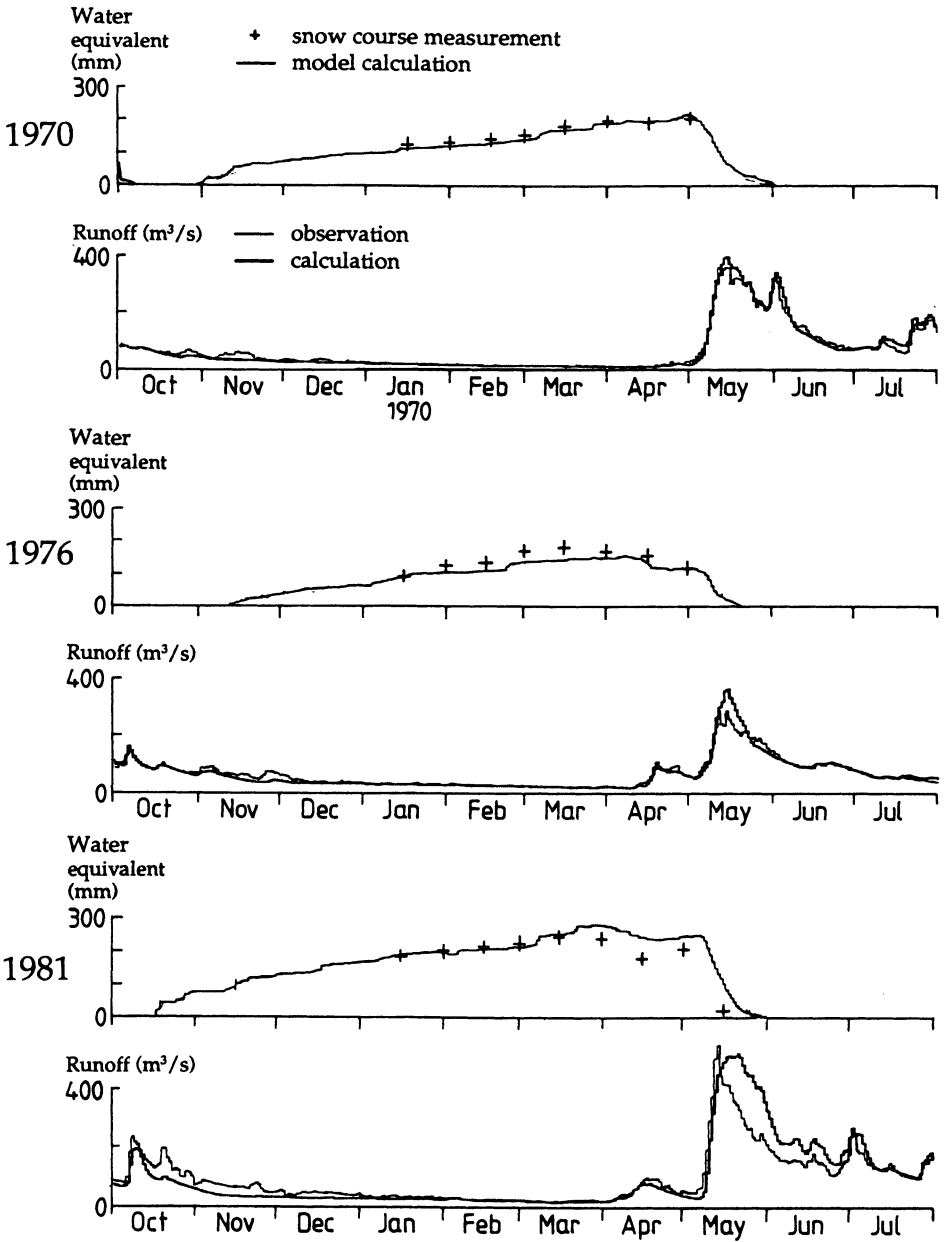 Water
equivalent
(mm)
+ snow course measurement
— model calculation
300
1970
0
Runoff (m³/s)
— observation
— calculation
400
0
Oct Nov Dec Jan Feb Mar Apr May Jun Jul
1970
Water
equivalent
(mm)
300
1976
0
Runoff (m³/s)
400
0
Oct Nov Dec Jan Feb Mar Apr May Jun Jul
Water
equivalent
(mm)
300
1981
0
Runoff (m³/s)
400
0
Oct Nov Dec Jan Feb Mar Apr May Jun Jul